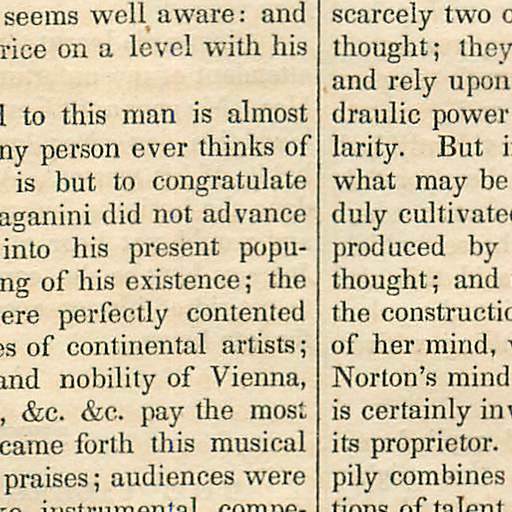 seems well aware: and
rice on a level with his
to this man is almost
ny person ever thinks of
is but to congratulate
aganini did not advance
into his present popu-
ng of his existence; the
ere perfectly contented
es of continental artists;
and nobility of Vienna,
, &c. &c. pay the most
came forth this musical
praises; audiences were
instrumental compe-
scarcely two
thought; they
and rely upon
draulic power
larity. But
what may be
duly cultivate
produced by
thought; and
the constructio
of her mind,
Norton's mind
is certainly inv
its proprietor.
pily combines
tions of talent